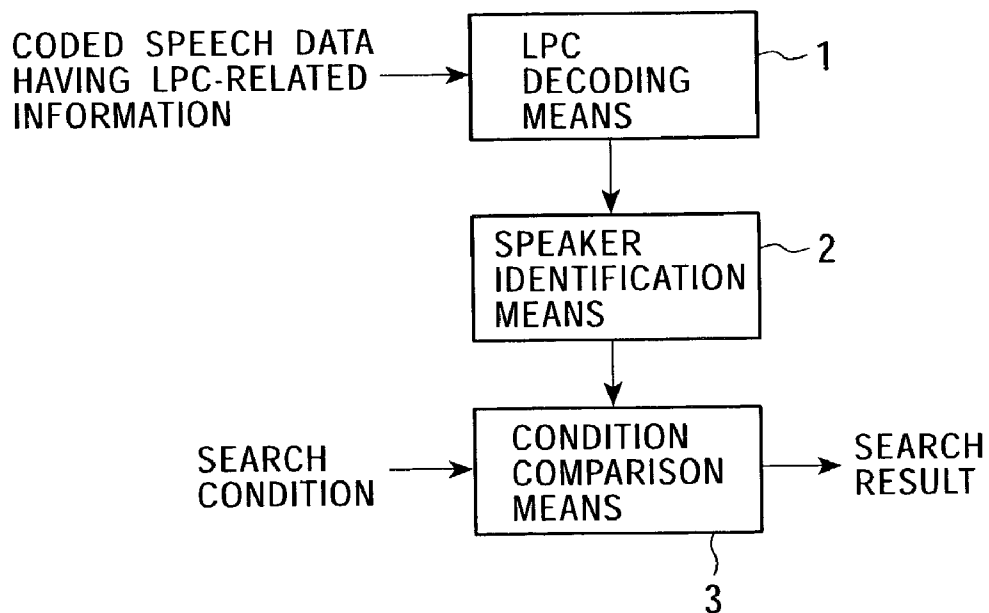 CODED SPEECH DATA
HAVING LPC-RELATED
INFORMATION
LPC
DECODING
MEANS
1
SPEAKER
IDENTIFICATION
MEANS
2
SEARCH
CONDITION
CONDITION
COMPARISON
MEANS
3
SEARCH
RESULT